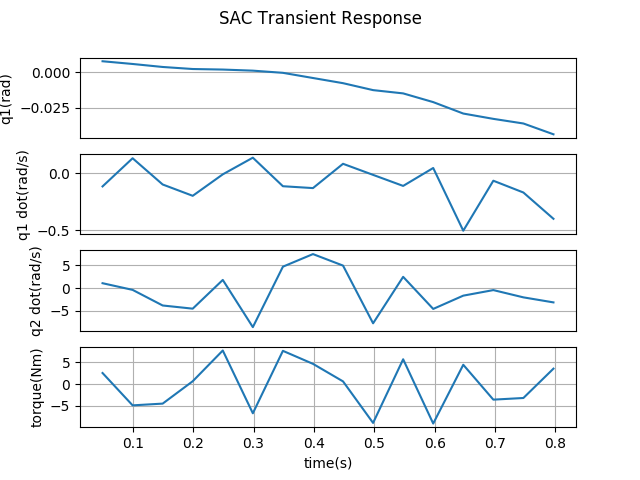 SAC Transient Response
q1(rad)
0.000
−0.025
q1 dot(rad/s)
0.0
−0.5
q2 dot(rad/s)
5
0
−5
torque(Nm)
5
0
−5
0.1 0.2 0.3 0.4 0.5 0.6 0.7 0.8
time(s)